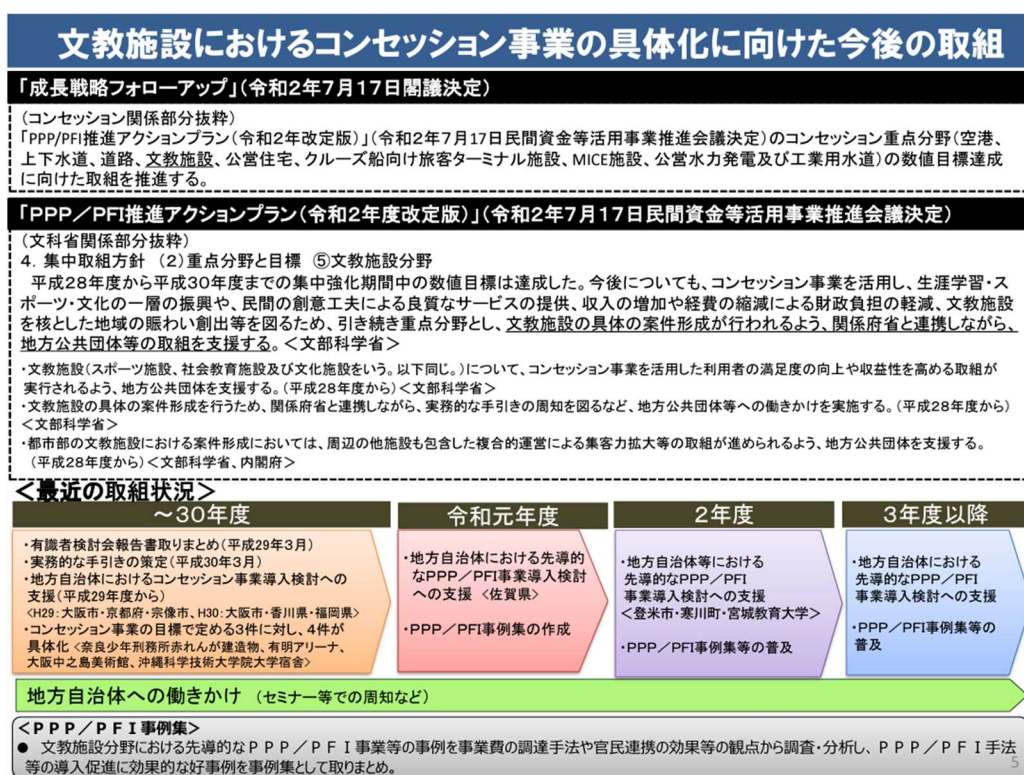 文教施設におけるコンセッション事業の具体化に向けた今後の取組
「成長戦略フォローアップ」(令和2年7月17日閣議決定)
(コンセッション関係部分抜粋)
「PPP/PFI推進アクションプラン(令和2年改定版)」(令和2年7月17日民間資金等活用事業推進会議決定)のコンセッション重点分野(空港、
上下水道、道路、文教施設、公営住宅、クルーズ船向け旅客ターミナル施設、MICE施設、公営水力発電及び工業用水道)の数値目標達成
に向けた取組を推進する。
「PPP/PFI推進アクションプラン(令和2年度改定版)」(令和2年7月17日民間資金等活用事業推進会議決定)
(文科省関係部分抜粋)
4. 集中取組方針 (2)重点分野と目標 ⑤文教施設分野
平成28年度から平成30年度までの集中強化期間中の数値目標は達成した。今後についても、コンセッション事業を活用し、生涯学習・ス
ポーツ・文化の一層の振興や、民間の創意工夫による良質なサービスの提供、収入の増加や経費の縮減による財政負担の軽減、文教施設
を核とした地域の賑わい創出等を図るため、引き続き重点分野とし、文教施設の具体の案件形成が行われるよう、関係府省と連携しながら、
地方公共団体等の取組を支援する。<文部科学省>
・文教施設(スポーツ施設、社会教育施設及び文化施設をいう。以下同じ。)について、コンセッション事業を活用した利用者の満足度の向上や収益性を高める取組が
実行されるよう、地方公共団体を支援する。(平成28年度から)<文部科学省>
・文教施設の具体の案件形成を行うため、関係府省と連携しながら、実務的な手引きの周知を図るなど、地方公共団体等への働きかけを実施する。(平成28年度から)
<文部科学省>
・都市部の文教施設における案件形成においては、周辺の他施設も包含した複合的運営による集客力拡大等の取組が進められるよう、地方公共団体を支援する。
(平成28年度から)<文部科学省、内閣府>
<最近の取組状況>
～30年度
・有識者検討会報告書取りまとめ(平成29年3月)
・実務的な手引きの策定(平成30年3月)
・地方自治体におけるコンセッション事業導入検討への
支援(平成29年度から)
<H29:大阪市・京都府・宗像市、H30:大阪市・香川県・福岡県>
・コンセッション事業の目標で定める3件に対し、4件が
具体化<奈良少年刑務所赤れんが建造物、有明アリーナ、
大阪中之島美術館、沖縄科学技術大学院大学宿舎>
令和元年度
・地方自治体における先導的
なPPP/PFI事業導入検討
への支援 <佐賀県>
・PPP/PFI事例集の作成
2年度
・地方自治体等における
先導的なPPP/PFI
事業導入検討への支援
<登米市・寒川町・宮城教育大学>
・PPP/PFI事例集等の普及
3年度以降
・地方自治体における
先導的なPPP/PFI
事業導入検討への支援
・PPP/PFI事例集等の
普及
地方自治体への働きかけ (セミナー等での周知など)
<PPP/PFI事例集>
● 文教施設分野における先導的なPPP/PFI事業等の事例を事業費の調達手法や官民連携の効果等の観点から調査・分析し、PPP/PFI手法
等の導入促進に効果的な好事例を事例集として取りまとめ。
5